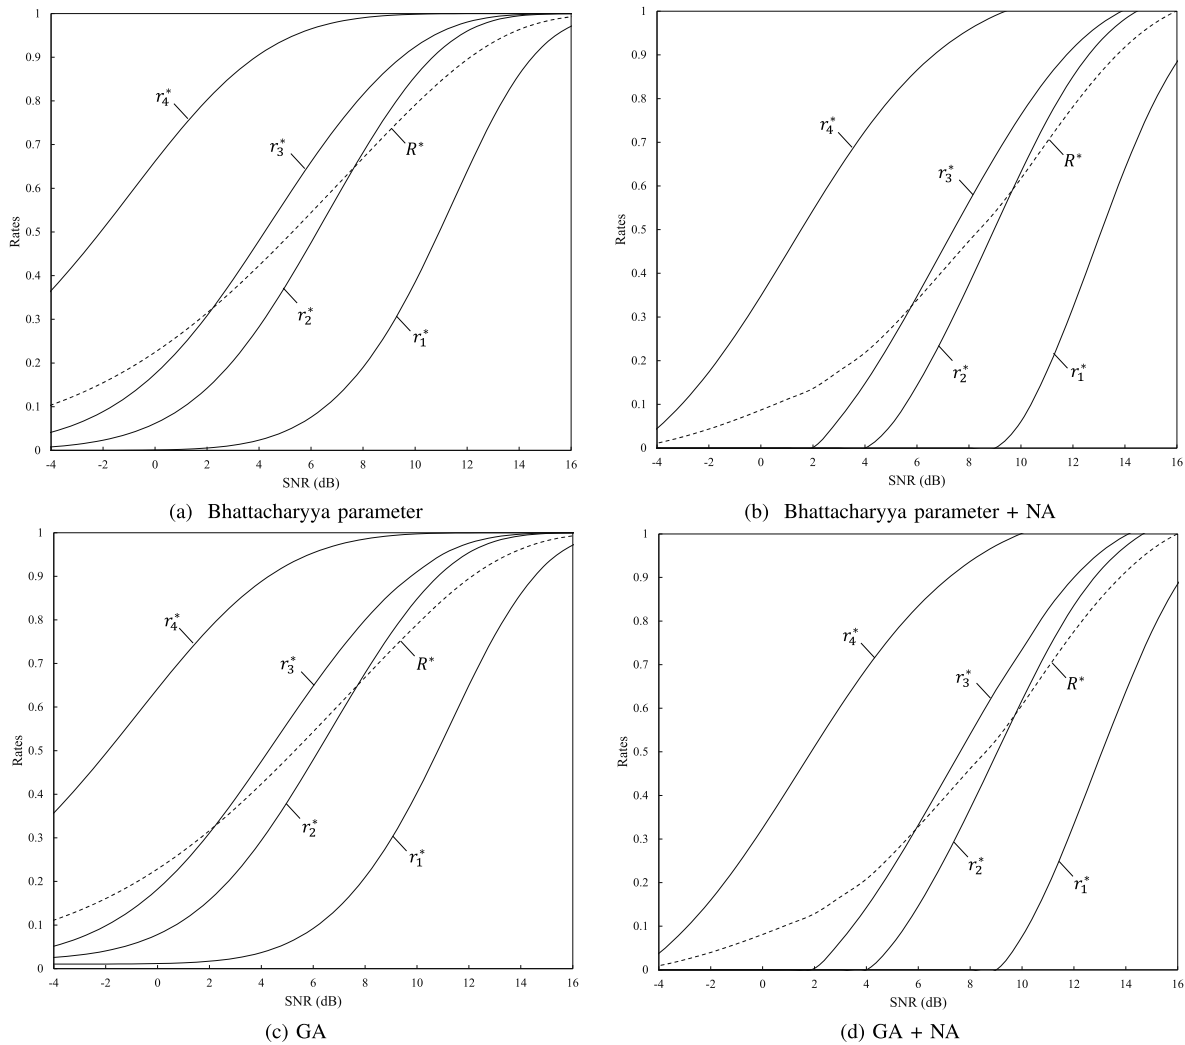 1
0.9
0.8
0.7
0.6
0.5
0.4
0.3
0.2
0.1
0
Rates
r₄*
r₃*
R*
r₂*
r₁*
-4 -2 0 2 4 6 8 10 12 14 16
SNR (dB)
(a) Bhattacharyya parameter
1
0.9
0.8
0.7
0.6
0.5
0.4
0.3
0.2
0.1
0
Rates
r₄*
r₃*
R*
r₂*
r₁*
-4 -2 0 2 4 6 8 10 12 14 16
SNR (dB)
(b) Bhattacharyya parameter + NA
1
0.9
0.8
0.7
0.6
0.5
0.4
0.3
0.2
0.1
0
Rates
r₄*
r₃*
R*
r₂*
r₁*
-4 -2 0 2 4 6 8 10 12 14 16
SNR (dB)
(c) GA
1
0.9
0.8
0.7
0.6
0.5
0.4
0.3
0.2
0.1
0
Rates
r₄*
r₃*
R*
r₂*
r₁*
-4 -2 0 2 4 6 8 10 12 14 16
SNR (dB)
(d) GA + NA